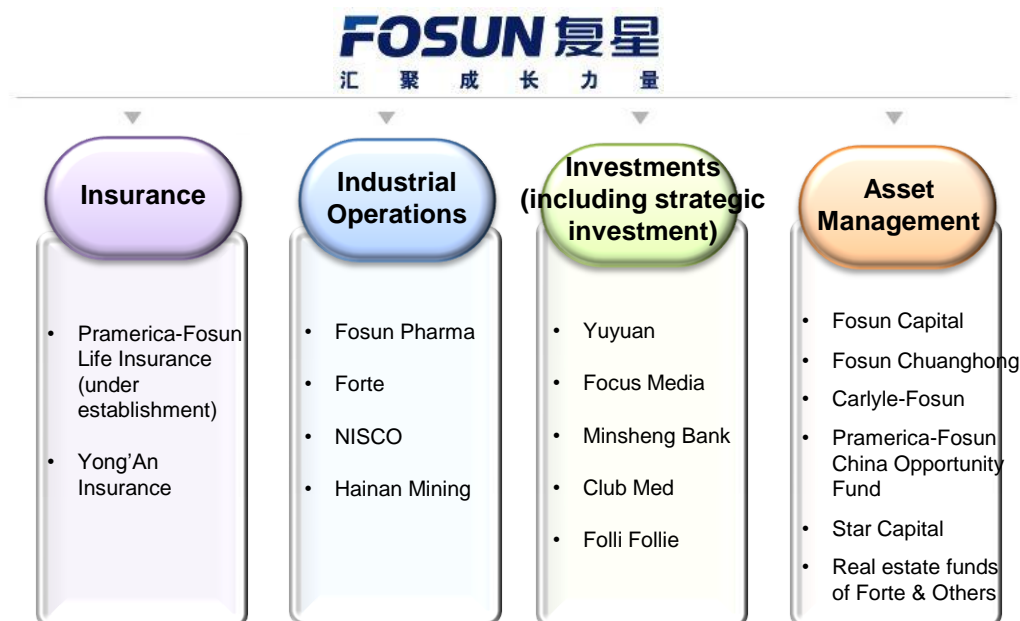 FOSUN 复星
汇聚成长力量
Insurance
• Pramerica-Fosun
Life Insurance
(under
establishment)
• Yong'An
Insurance
Industrial
Operations
• Fosun Pharma
• Forte
• NISCO
• Hainan Mining
Investments
(including strategic
investment)
• Yuyuan
• Focus Media
• Minsheng Bank
• Club Med
• Folli Follie
Asset
Management
• Fosun Capital
• Fosun Chuanghong
• Carlyle-Fosun
• Pramerica-Fosun
China Opportunity
Fund
• Star Capital
• Real estate funds
of Forte & Others